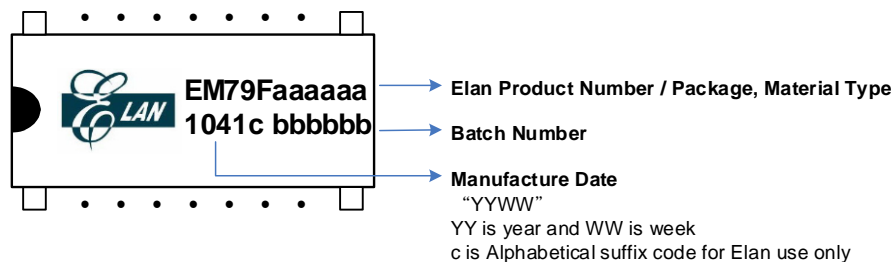 ELAN
EM79Faaaaaa
1041c bbbbbb
Elan Product Number / Package, Material Type
Batch Number
Manufacture Date
“YYWW”
YY is year and WW is week
c is Alphabetical suffix code for Elan use only